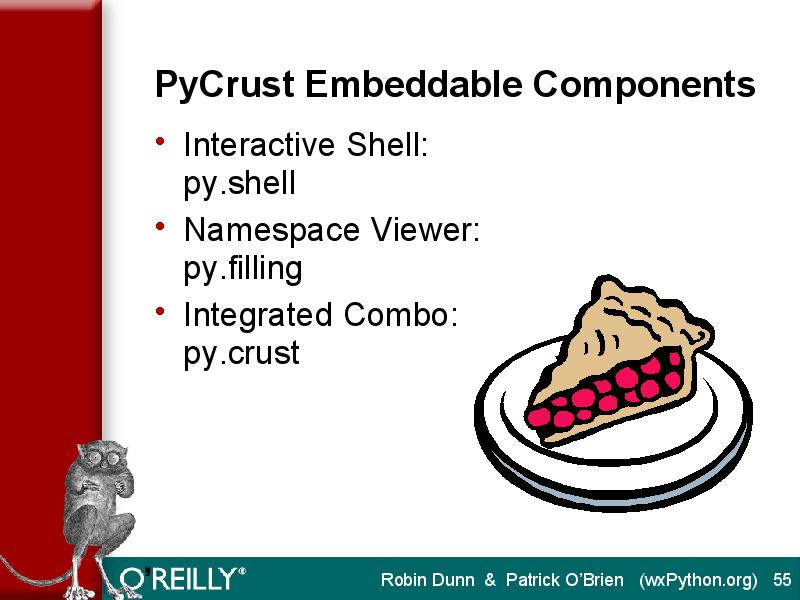 PyCrust Embeddable Components
• Interactive Shell:
py.shell
• Namespace Viewer:
py.filling
• Integrated Combo:
py.crust
O'REILLY®
Robin Dunn & Patrick O'Brien (wxPython.org) 55